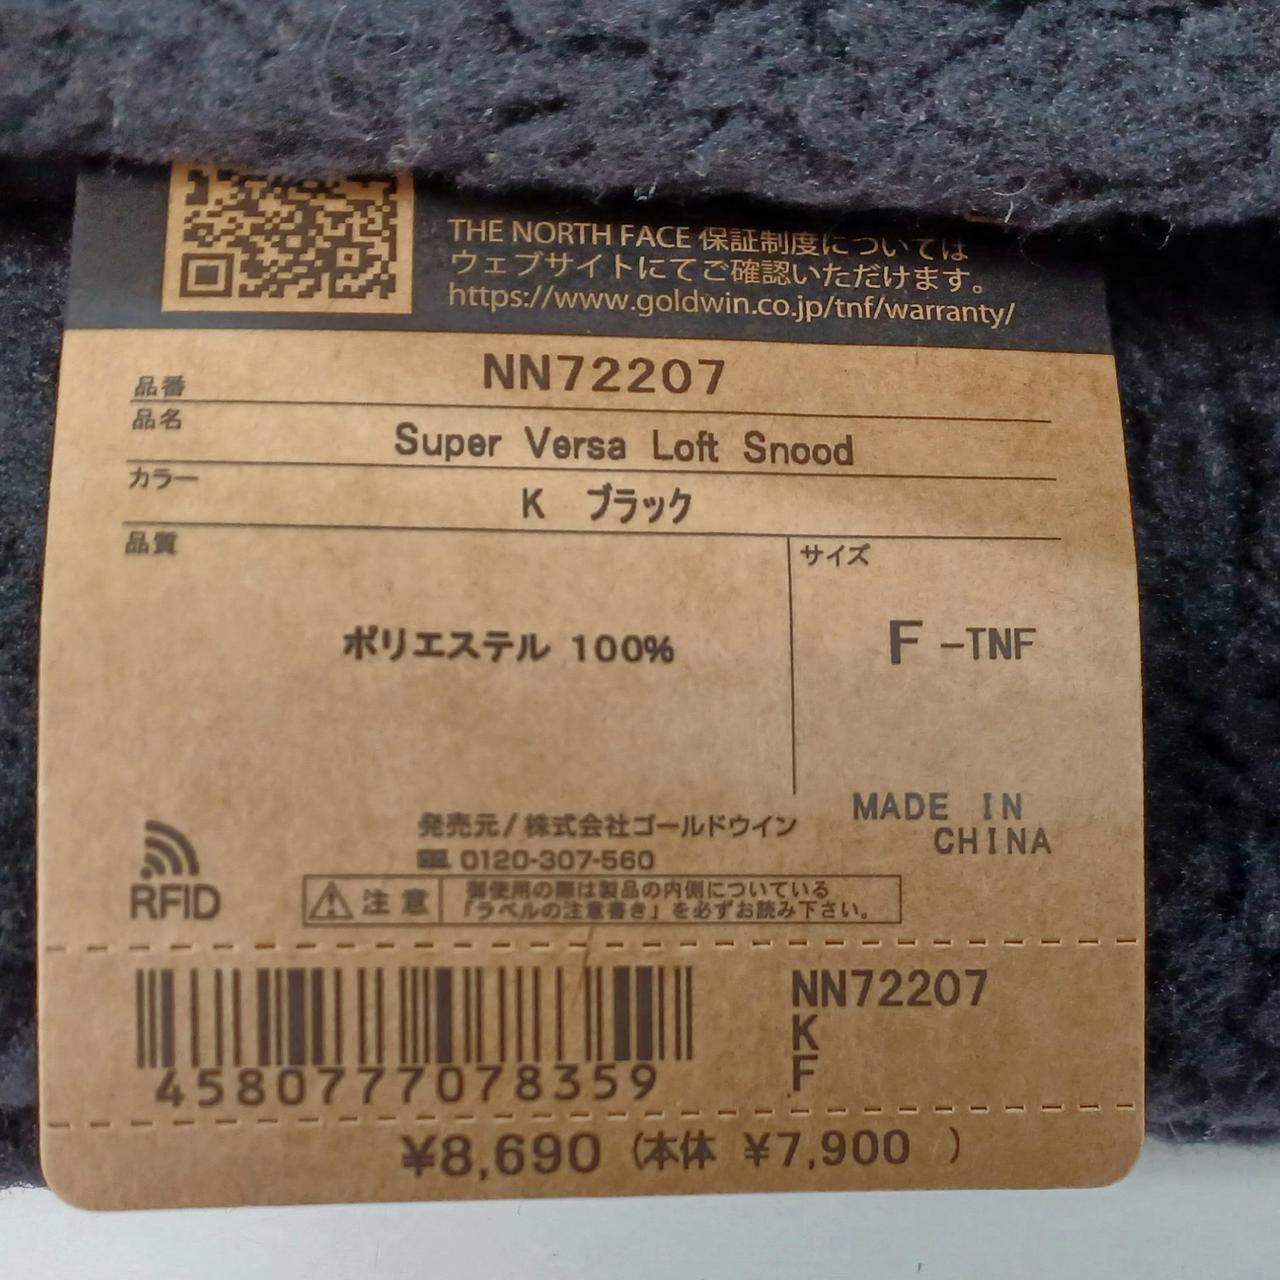 THE NORTH FACE 保証制度については
ウェブサイトにてご確認いただけます。
https://www.goldwin.co.jp/tnf/warranty/
品番 NN72207
品名 Super Versa Loft Snood
カラー K ブラック
品質 サイズ
ポリエステル 100% F -TNF
MADE IN
CHINA
発売元/株式会社ゴールドウイン
0120-307-560
RFID
注意 御使用の際は製品の内側についている
「ラベルの注意書き」を必ずお読み下さい。
4580777078359
NN72207
K
F
¥8,690 (本体 ¥7,900 )